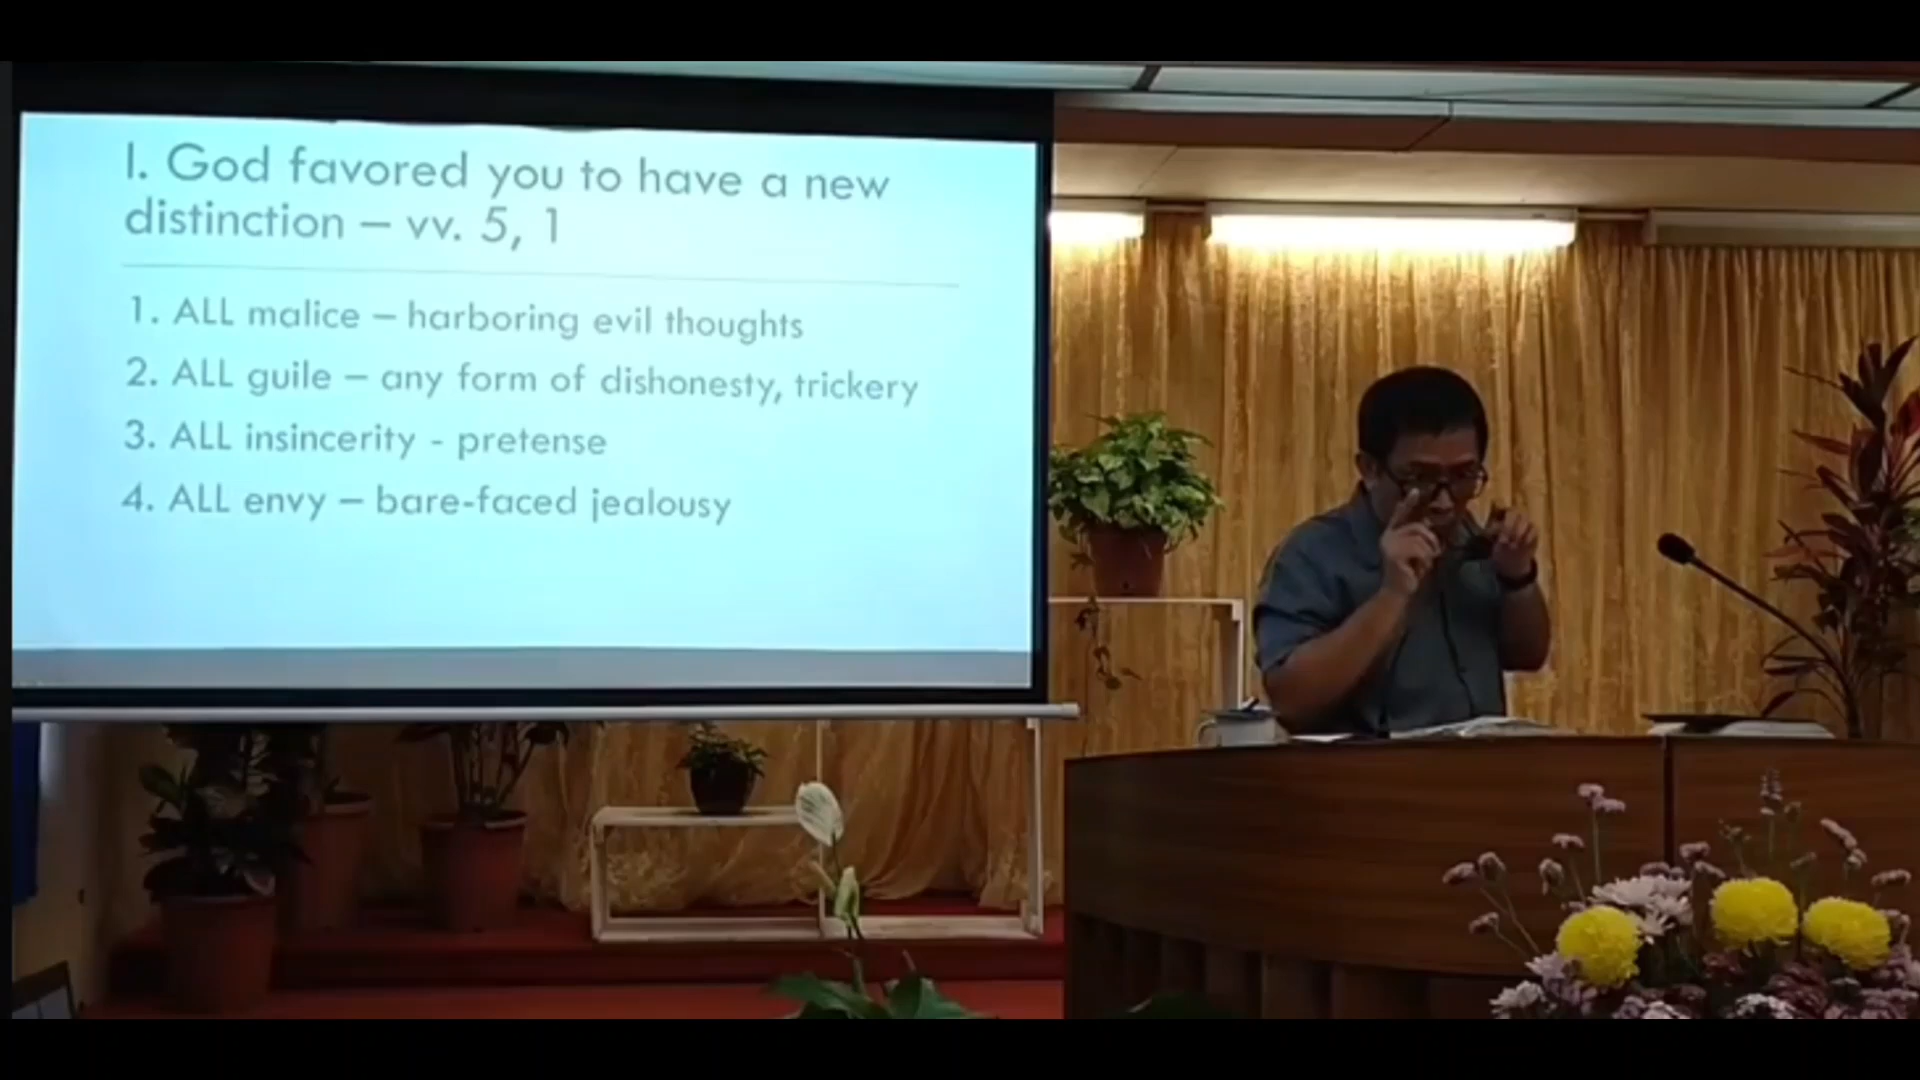 I. God favored you to have a new
distinction – vv. 5, 1
1. ALL malice – harboring evil thoughts
2. ALL guile – any form of dishonesty, trickery
3. ALL insincerity - pretense
4. ALL envy – bare-faced jealousy